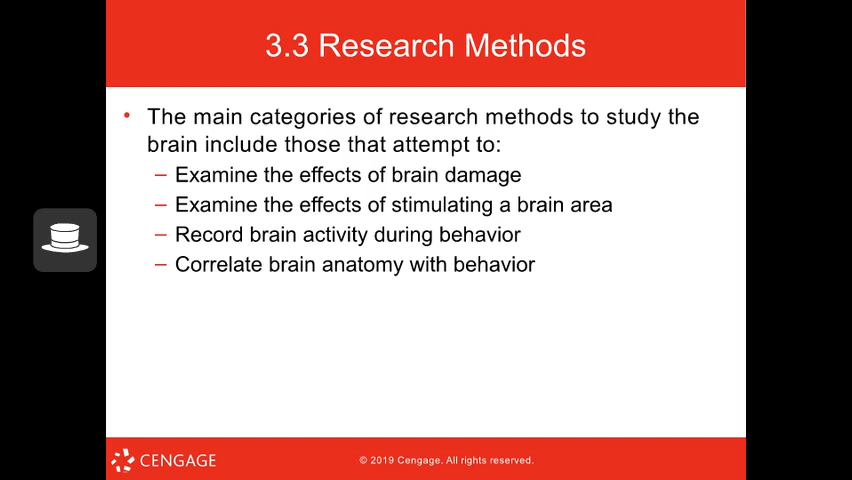 3.3 Research Methods
• The main categories of research methods to study the
brain include those that attempt to:
– Examine the effects of brain damage
– Examine the effects of stimulating a brain area
– Record brain activity during behavior
– Correlate brain anatomy with behavior
CENGAGE
© 2019 Cengage. All rights reserved.